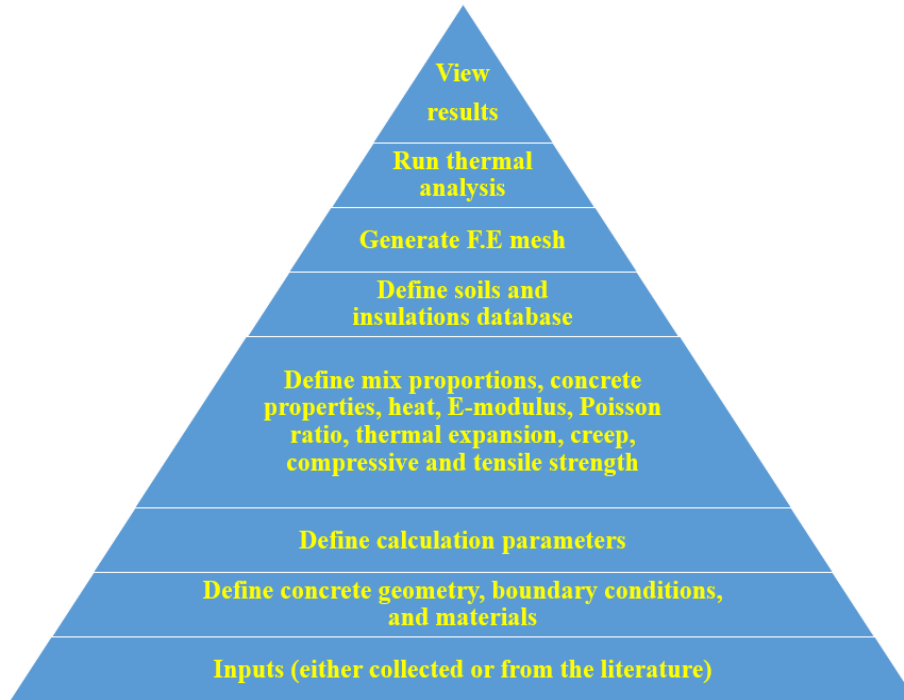 View
results
Run thermal
analysis
Generate F.E mesh
Define soils and
insulations database
Define mix proportions, concrete
properties, heat, E-modulus, Poisson
ratio, thermal expansion, creep,
compressive and tensile strength
Define calculation parameters
Define concrete geometry, boundary conditions,
and materials
Inputs (either collected or from the literature)